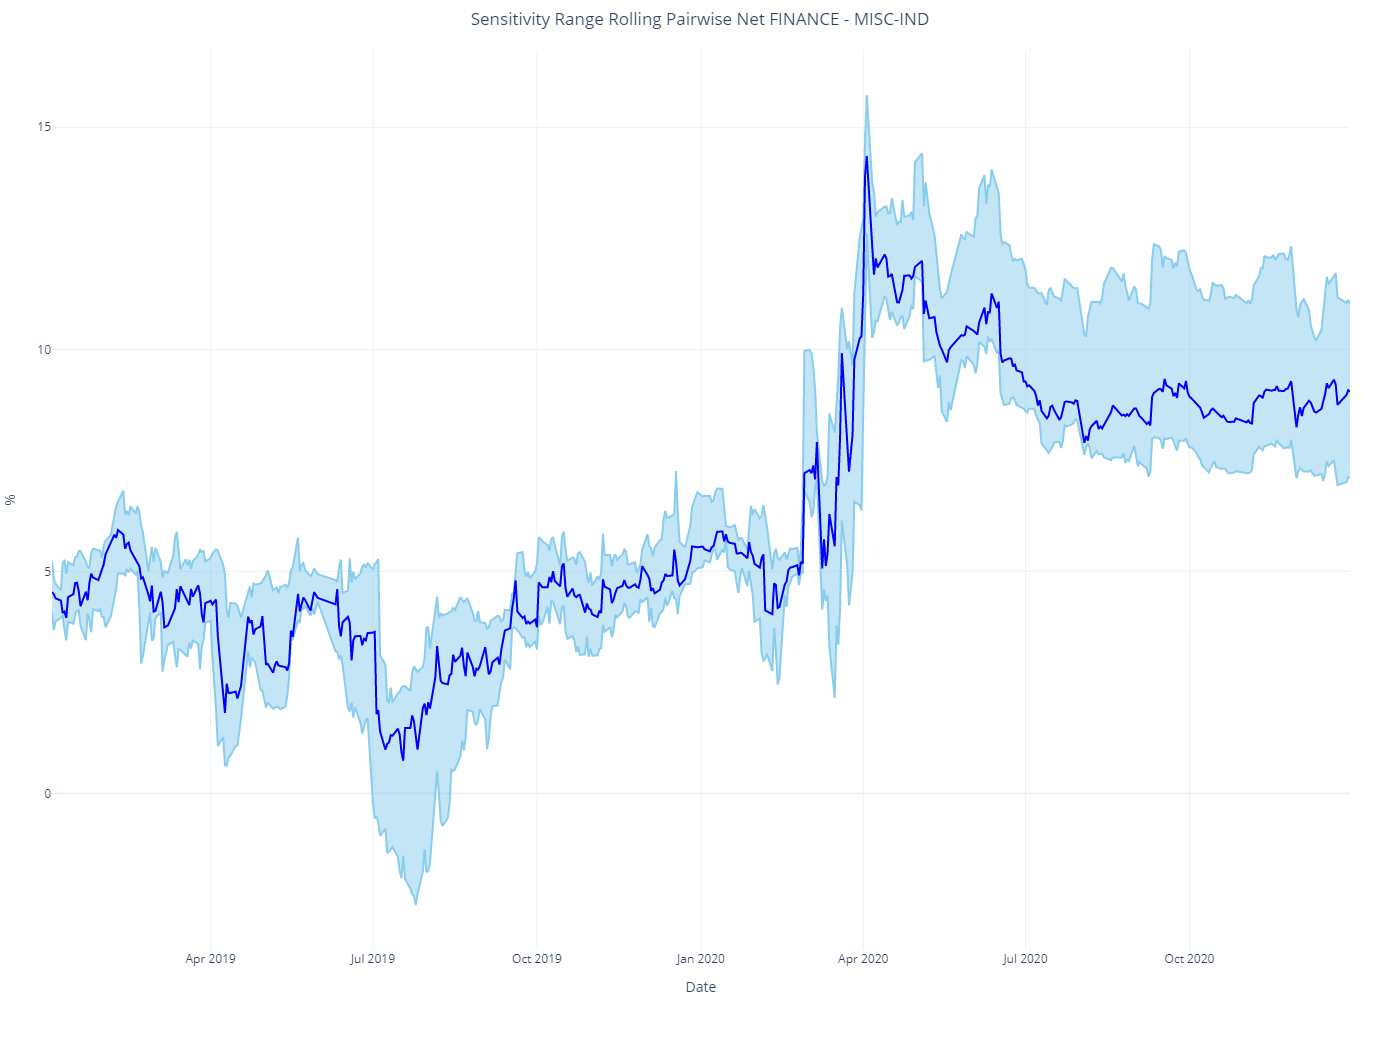 Sensitivity Range Rolling Pairwise Net FINANCE - MISC-IND
15
10
5
0
%
Apr 2019
Jul 2019
Oct 2019
Jan 2020
Apr 2020
Jul 2020
Oct 2020
Date